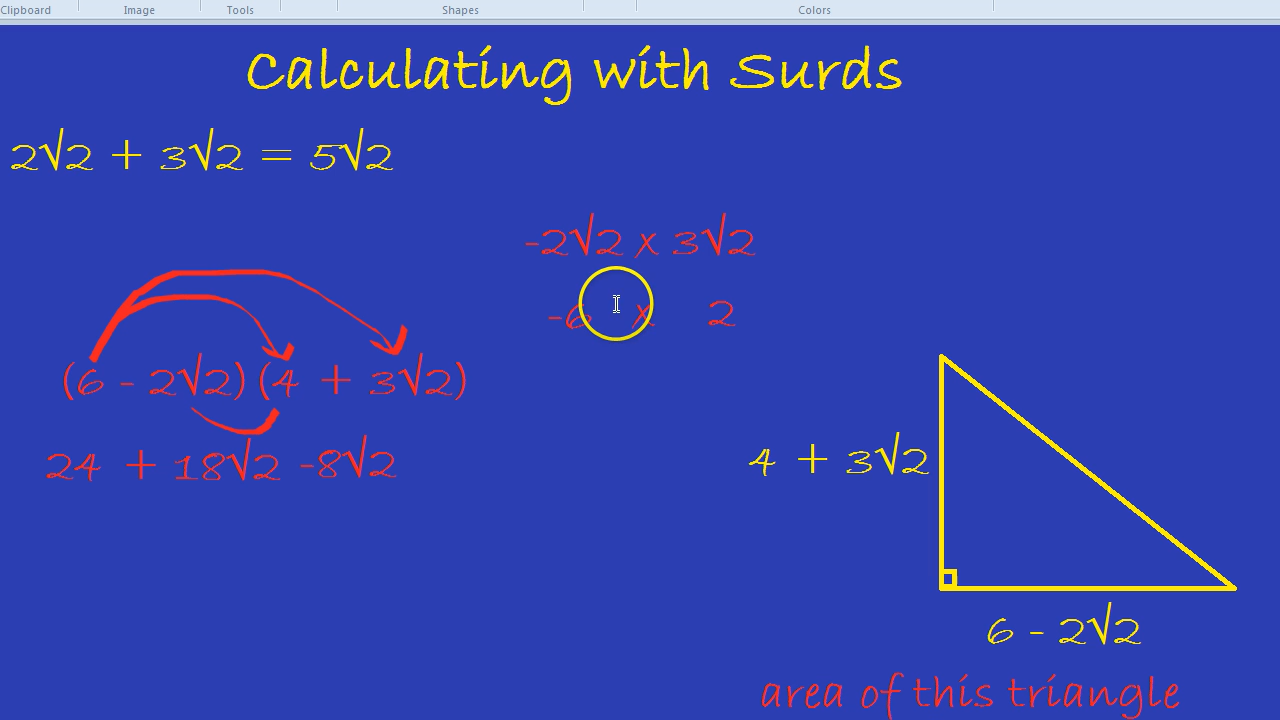 Clipboard Image Tools Shapes Colors
Calculating with Surds
2√2 + 3√2 = 5√2
-2√2 x 3√2
-6 x 2
(6 - 2√2)(4 + 3√2)
24 + 18√2 -8√2
4 + 3√2
6 - 2√2
area of this triangle